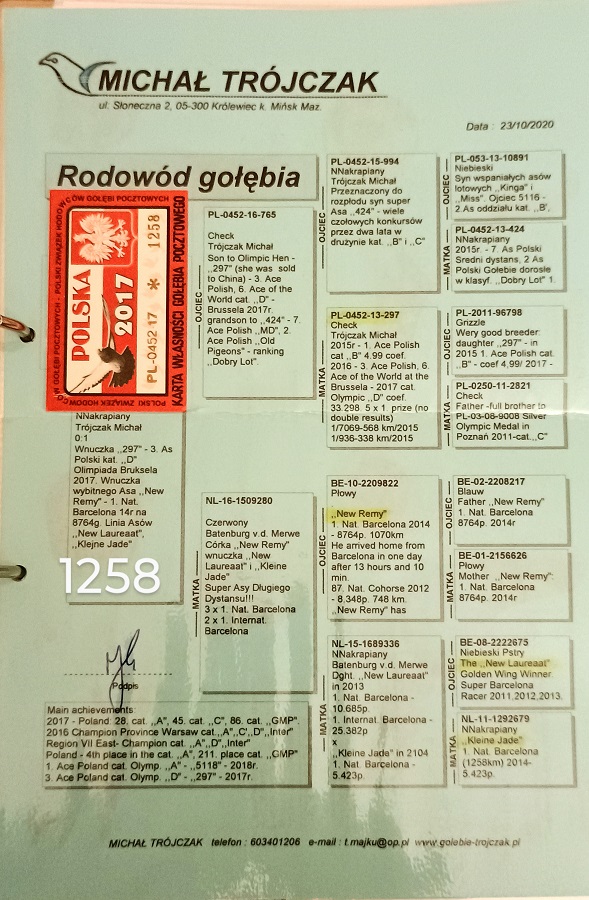 MICHAŁ TRÓJCZAK
ul. Słoneczna 2, 05-300 Królewiec k. Mińsk Maz.
Data : 23/10/2020
Rodowód gołębia
KARTA WŁASNOŚCI GOŁĘBIA POCZTOWEGO
POLSKA
2017
PL-0452 17 * 1258
NNakrapiany
Trójczak Michał
0:1
Wnuczka ,,297" - 3. As
Polski kat. ,,D"
Olimpiada Bruksela
2017. Wnuczka
wybitnego Asa ,,New
Remy" - 1. Nat.
Barcelona 14r na
8764g. Linia Asów
,,New Laureaat",
,,Klejne Jade"
1258
Podpis
OJCIEC
PL-0452-16-765
Check
Trójczak Michał
Son to Olimpic Hen -
,,297" (she was sold
to China) - 3. Ace
Polish, 6. Ace of the
World cat. ,,D" -
Brussela 2017r.
grandson to ,,424" - 7.
Ace Polish ,,MD", 2.
Ace Polish ,,Old
Pigeons" - ranking
,,Dobry Lot".
MATKA
NL-16-1509280
Czerwony
Batenburg v.d. Merwe
Córka ,,New Remy"
wnuczka ,,New
Laureaat" i ,,Kleine
Jade"
Super Asy Długiego
Dystansu!!!
3 x 1. Nat. Barcelona
2 x 1. Internat.
Barcelona
OJCIEC
PL-0452-15-994
NNakrapiany
Trójczak Michał
Przeznaczony do
rozpłodu syn super
Asa ,,424" - wiele
czołowych konkursów
przez dwa lata w
drużynie kat. ,,B" i ,,C"
MATKA
PL-0452-13-297
Check
Trójczak Michał
2015r - 1. Ace Polish
cat ,,B" 4.99 coef.
2016 - 3. Ace Polish, 6.
Ace of the World at the
Brussela - 2017 cat.
Olympic ,,D" coef.
33.298. 5 x 1. prize (no
double results)
1/7069-568 km/2015
1/936-338 km/2015
OJCIEC
BE-10-2209822
Płowy
,,New Remy"
1. Nat. Barcelona 2014
- 8764p. 1070km
He arrived home from
Barcelona in one day
after 13 hours and 10
min.
87. Nat. Cohorse 2012
- 8.348p. 748 km.
,,New Remy" has
MATKA
NL-15-1689336
NNakrapiany
Batenburg v.d. Merwe
Dght. ,,New Laureaat"
in 2013
1. Nat. Barcelona -
10.685p.
1. Internat. Barcelona -
25.382p
x
,,Kleine Jade" in 2104
1. Nat. Barcelona -
5.423p.
OJCIEC
PL-053-13-10891
Niebieski
Syn wspaniałych asów
lotowych ,,Kinga" i
,,Miss". Ojciec 5116 -
2.As oddziału kat. ,,B',
MATKA
PL-0452-13-424
NNakrapiany
2015r. - 7. As Polski
Sredni dystans, 2 As
Polski Gołębie dorosłe
w klasyf. ,,Dobry Lot" 1.
OJCIEC
PL-2011-96798
Grizzle
Wery good breeder:
daughter ,,297" - in
2015 1. Ace Polish cat.
,,B" coef 4.99/ 2017 -
MATKA
PL-0250-11-2821
Check
Father -full brother to
PL-03-08-9008 Silver
Olympic Medal in
Poznań 2011-cat.,,C"
OJCIEC
BE-02-2208217
Blauw
Father ,,New Remy"
1. Nat. Barcelona
8764p. 2014r
MATKA
BE-01-2156626
Płowy
Mother ,,New Remy":
1. Nat. Barcelona
8764p. 2014r
OJCIEC
BE-08-2222675
Niebieski Pstry
The ,,New Laureaat"
Golden Wing Winner
Super Barcelona
Racer 2011,2012,2013.
MATKA
NL-11-1292679
NNakrapiany
,,Kleine Jade"
1. Nat. Barcelona
(1258km) 2014-
5.423p.
Main achievements:
2017 - Poland: 28. cat. ,,A", 45. cat. ,,C", 86. cat. ,,GMP".
2016 Champion Province Warsaw cat.,,A",C',,D",,Inter"
Region VII East- Champion cat. ,,A",,D",,Inter"
Poland - 4th place in the cat. ,,A", 211. place cat. ,,GMP"
1. Ace Poland cat. Olymp. ,,A" - ,,5118" - 2018r.
3. Ace Poland cat. Olymp. ,,D" - ,,297" - 2017r.
MICHAŁ TRÓJCZAK telefon : 603401206 e-mail : t.majku@op.pl www.golebie-trojczak.pl